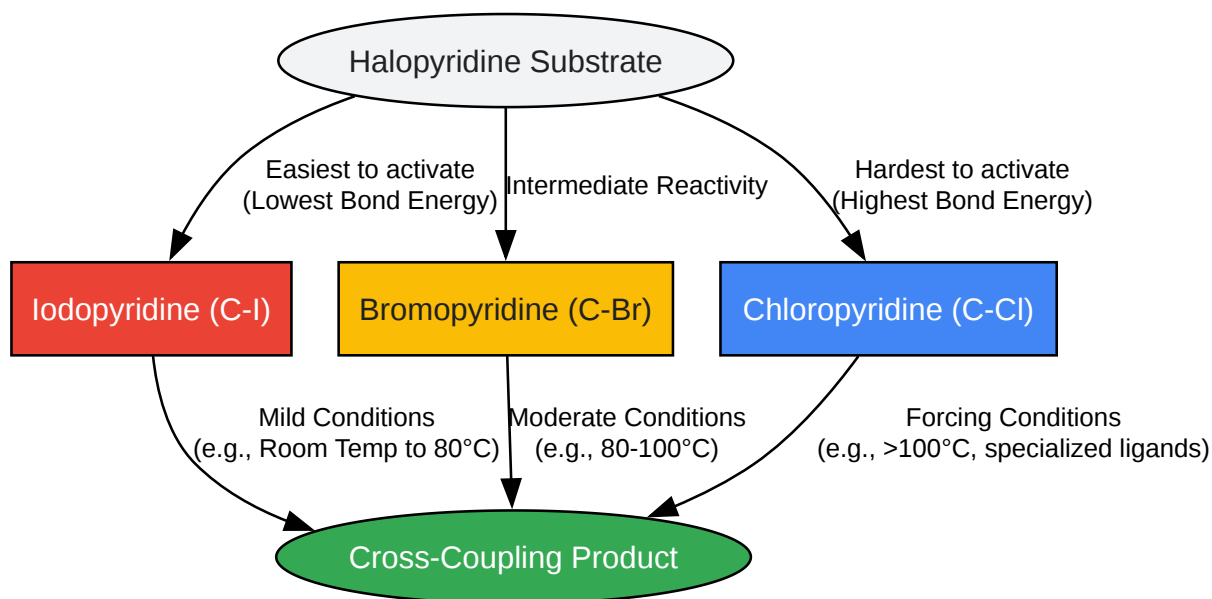 Halopyridine Substrate
Easiest to activate
(Lowest Bond Energy)
Intermediate Reactivity
Hardest to activate
(Highest Bond Energy)
Iodopyridine (C-I)
Bromopyridine (C-Br)
Chloropyridine (C-Cl)
Mild Conditions
(e.g., Room Temp to 80°C)
Moderate Conditions
(e.g., 80-100°C)
Forcing Conditions
(e.g., >100°C, specialized ligands)
Cross-Coupling Product